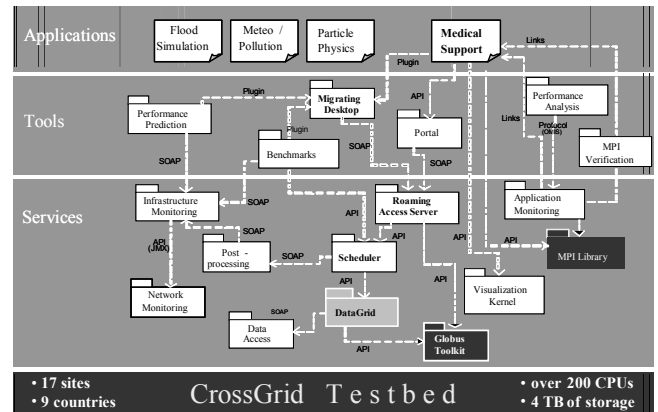 Applications
Flood
Simulation
Meteo /
Pollution
Particle
Physics
Medical
Support
Links
Plugin
API
Tools
Performance
Prediction
Plugin
Migrating
Desktop
Plugin
Benchmarks
SOAP
SOAP
Portal
SOAP
Links
Performance
Analysis
Protocol
(OMIS)
MPI
Verification
Services
Infrastructure
Monitoring
SOAP
SOAP
API
(JMX)
Post -
processing
SOAP
Network
Monitoring
Roaming
Access Server
API
API
API
Scheduler
API
SOAP
Data
Access
DataGrid
API
Globus
Toolkit
Visualization
Kernel
Application
Monitoring
API
MPI Library
• 17 sites
• 9 countries
CrossGrid Testbed
• over 200 CPUs
• 4 TB of storage